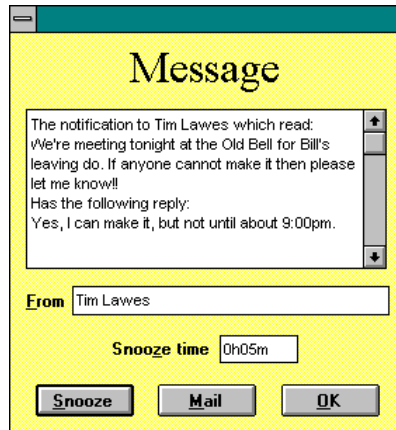 Message
The notification to Tim Lawes which read:
We're meeting tonight at the Old Bell for Bill's
leaving do. If anyone cannot make it then please
let me know!!
Has the following reply:
Yes, I can make it, but not until about 9:00pm.
From Tim Lawes
Snooze time 0h05m
Snooze Mail OK